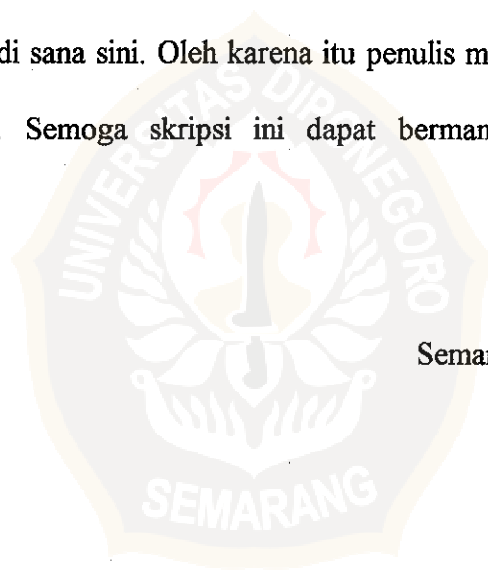 di sana sini. Oleh karena itu penulis m
. Semoga skripsi ini dapat berman
Semar
UNIVERSITAS DIPONEGORO
SEMARANG